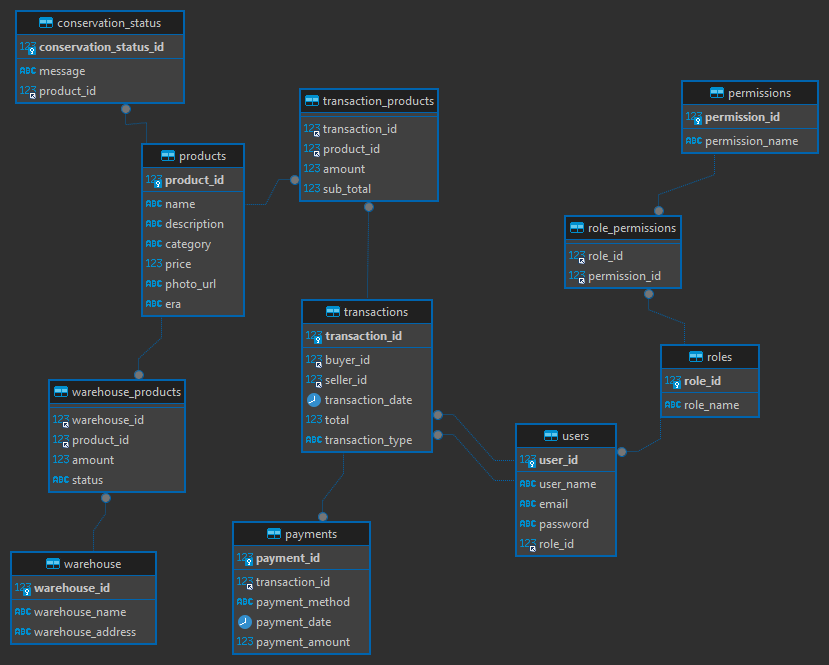 conservation_status
123 conservation_status_id
ABC message
123 product_id
transaction_products
123 transaction_id
123 product_id
123 amount
123 sub_total
permissions
123 permission_id
ABC permission_name
products
123 product_id
ABC name
ABC description
ABC category
123 price
ABC photo_url
ABC era
role_permissions
123 role_id
123 permission_id
transactions
123 transaction_id
123 buyer_id
123 seller_id
transaction_date
123 total
ABC transaction_type
roles
123 role_id
ABC role_name
warehouse_products
123 warehouse_id
123 product_id
123 amount
ABC status
users
123 user_id
ABC user_name
ABC email
ABC password
123 role_id
payments
123 payment_id
123 transaction_id
ABC payment_method
payment_date
123 payment_amount
warehouse
123 warehouse_id
ABC warehouse_name
ABC warehouse_address